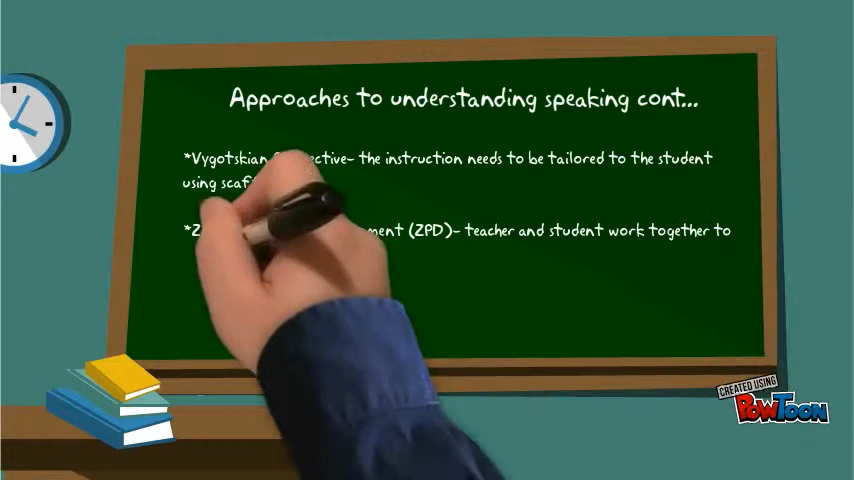 Approaches to understanding speaking cont...
*Vygotskian - the instruction needs to be tailored to the student
using
(ZPD)- teacher and student work together to
CREATED USING
POWTOON